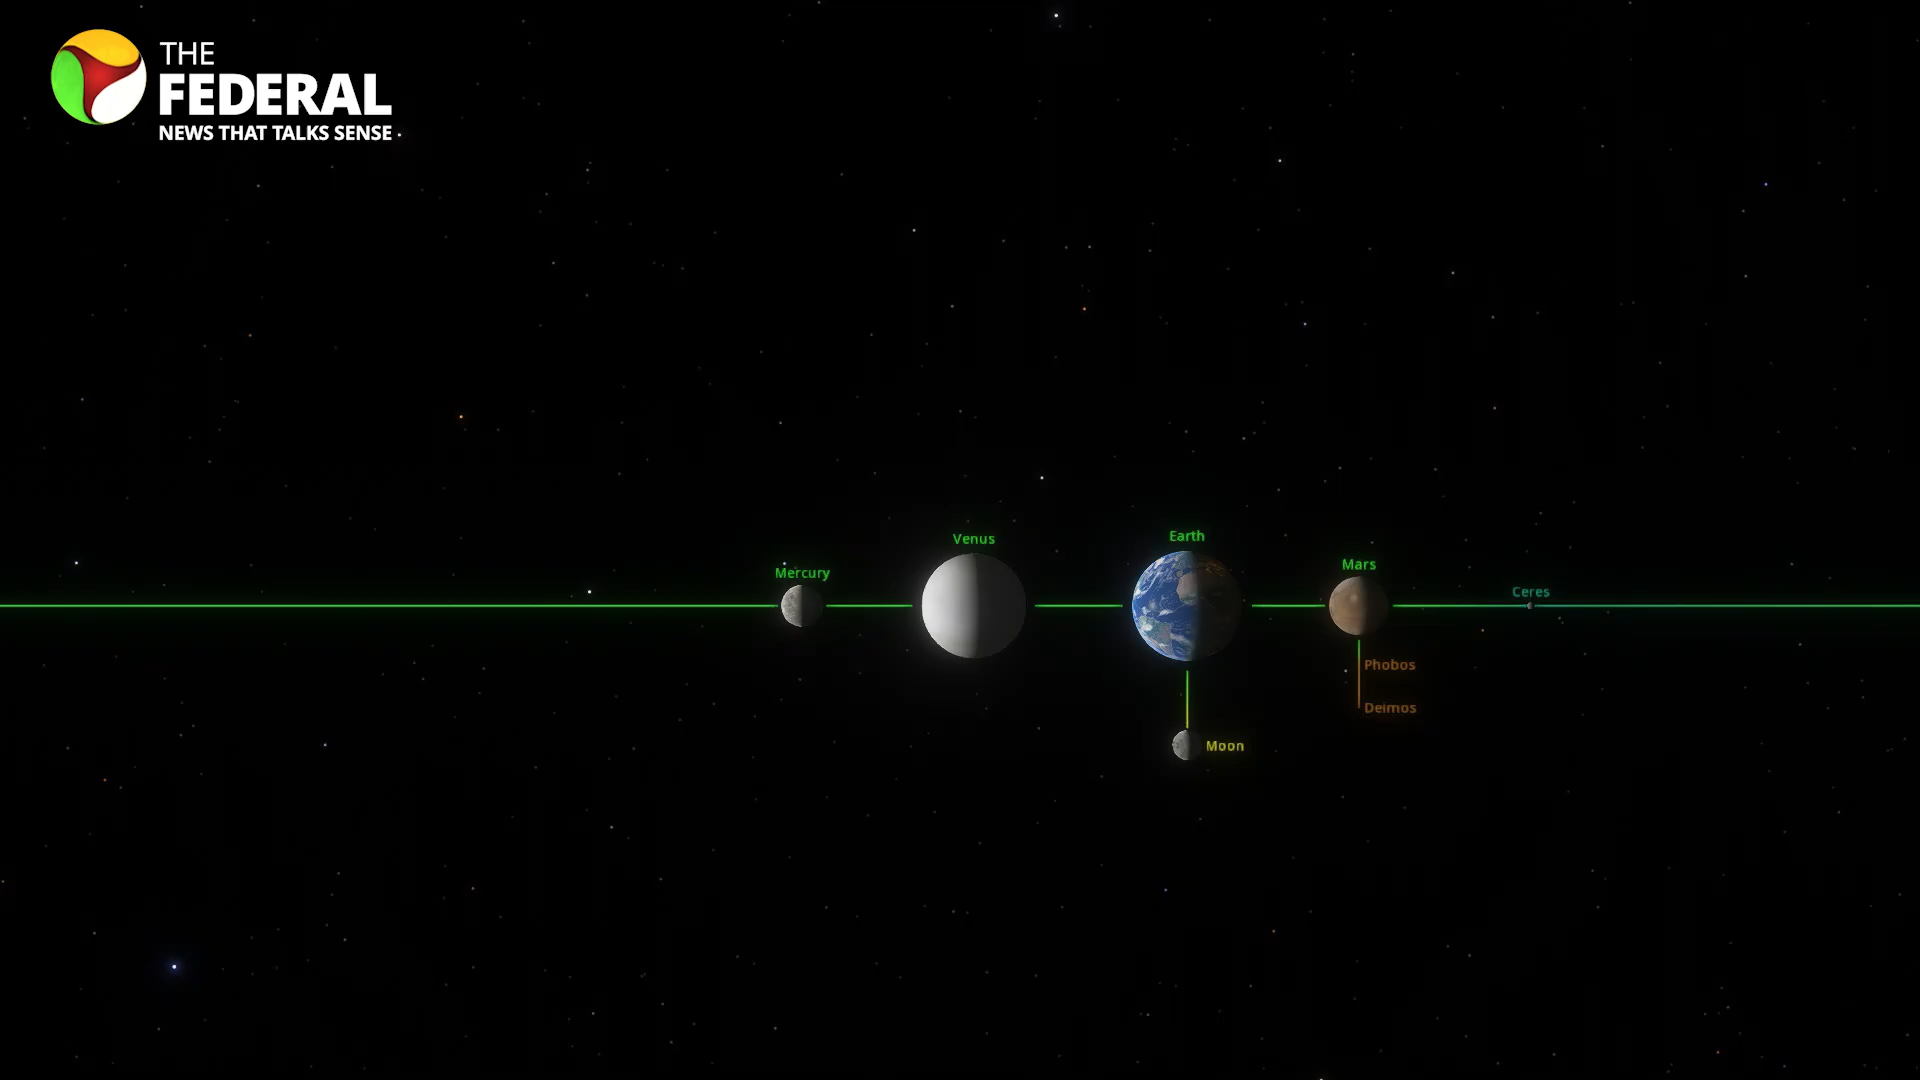 THE
FEDERAL
NEWS THAT TALKS SENSE
Mercury
Venus
Earth
Mars
Ceres
Phobos
Deimos
Moon